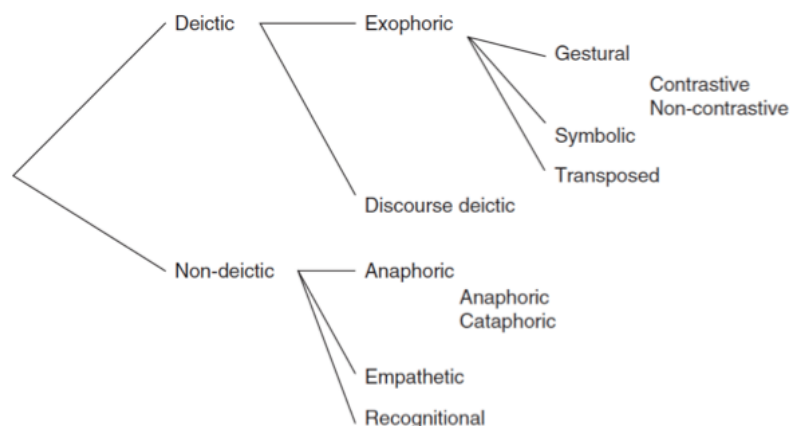 Deictic
Exophoric
Gestural
Contrastive
Non-contrastive
Symbolic
Transposed
Discourse deictic
Non-deictic
Anaphoric
Anaphoric
Cataphoric
Empathetic
Recognitional